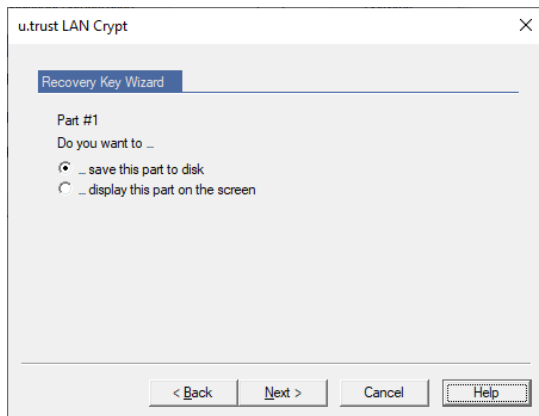 u.trust LAN Crypt
Recovery Key Wizard
Part #1
Do you want to ...
... save this part to disk
... display this part on the screen
< Back
Next >
Cancel
Help